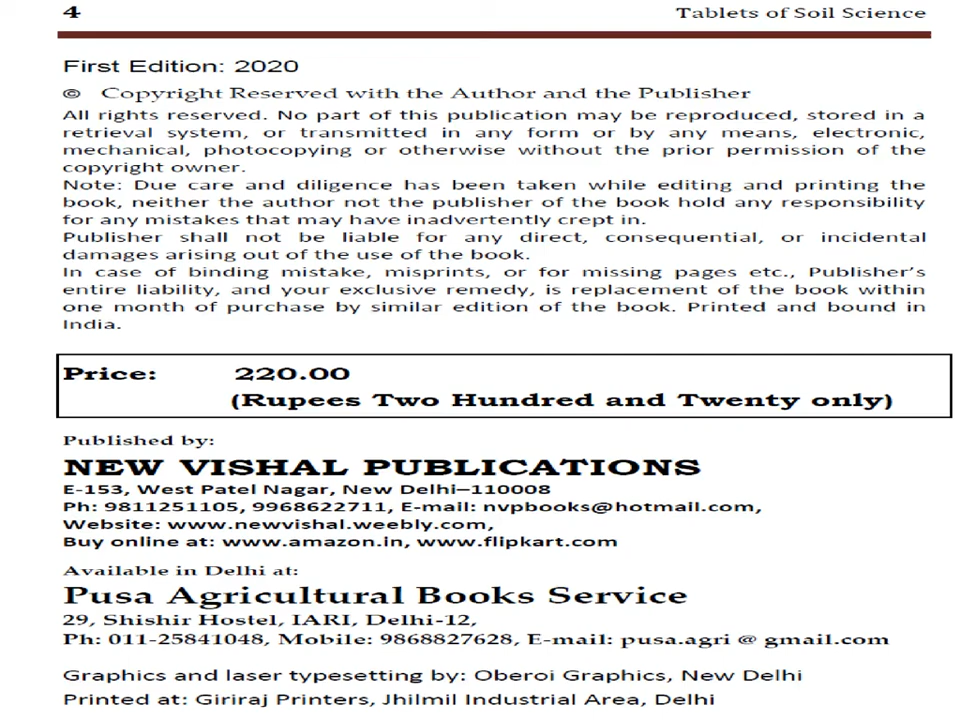 4 Tablets of Soil Science
First Edition: 2020
© Copyright Reserved with the Author and the Publisher
All rights reserved. No part of this publication may be reproduced, stored in a
retrieval system, or transmitted in any form or by any means, electronic,
mechanical, photocopying or otherwise without the prior permission of the
copyright owner.
Note: Due care and diligence has been taken while editing and printing the
book, neither the author not the publisher of the book hold any responsibility
for any mistakes that may have inadvertently crept in.
Publisher shall not be liable for any direct, consequential, or incidental
damages arising out of the use of the book.
In case of binding mistake, misprints, or for missing pages etc., Publisher's
entire liability, and your exclusive remedy, is replacement of the book within
one month of purchase by similar edition of the book. Printed and bound in
India.
Price: 220.00
(Rupees Two Hundred and Twenty only)
Published by:
NEW VISHAL PUBLICATIONS
E-153, West Patel Nagar, New Delhi–110008
Ph: 9811251105, 9968622711, E-mail: nvpbooks@hotmail.com,
Website: www.newvishal.weebly.com,
Buy online at: www.amazon.in, www.flipkart.com
Available in Delhi at:
Pusa Agricultural Books Service
29, Shishir Hostel, IARI, Delhi-12,
Ph: 011-25841048, Mobile: 9868827628, E-mail: pusa.agri @ gmail.com
Graphics and laser typesetting by: Oberoi Graphics, New Delhi
Printed at: Giriraj Printers, Jhilmil Industrial Area, Delhi